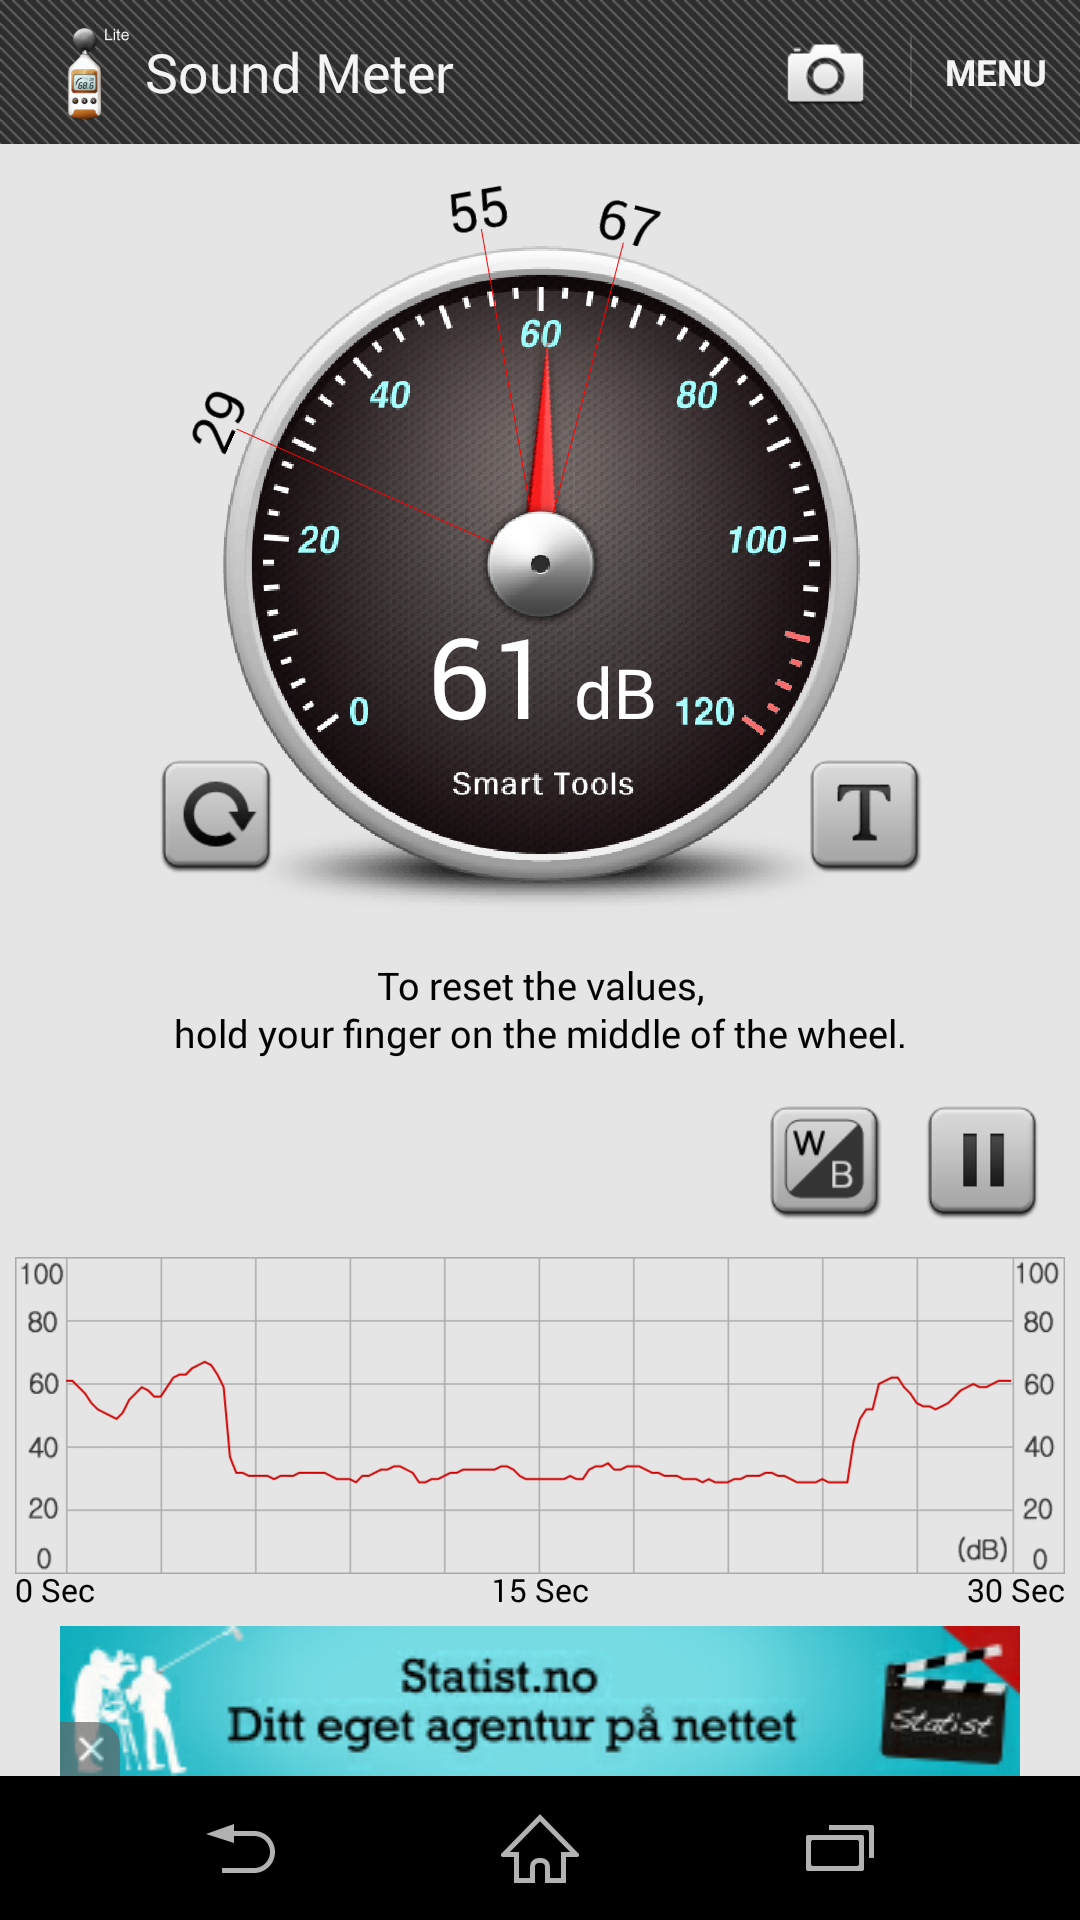 Lite
Sound Meter
MENU
68.6
55
67
29
60
40
80
20
100
61 dB
0
120
Smart Tools
T
To reset the values,
hold your finger on the middle of the wheel.
W
B
100
100
80
80
60
60
40
40
20
20
(dB)
0
0
0 Sec
15 Sec
30 Sec
Statist.no
Ditt eget agentur på nettet
Statist